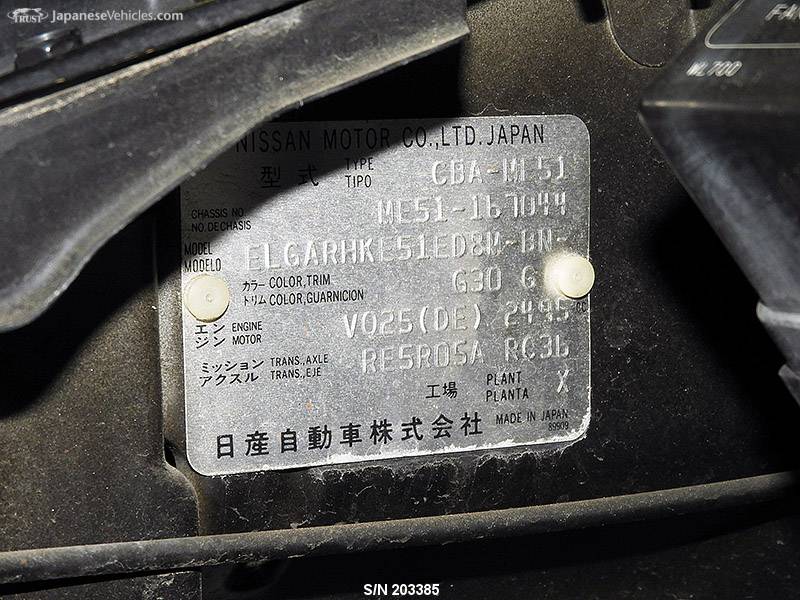 TRUST JapaneseVehicles.com
FAN
WL700
NISSAN MOTOR CO.,LTD.JAPAN
型式 TYPE TIPO CBA-ME51
CHASSIS NO. NO.DE CHASIS ME51-167044
MODEL MODELO ELGARHKE51ED8M-BN-
カラー COLOR,TRIM
トリム COLOR,GUARNICION G30 G
エンジン ENGINE MOTOR VQ25(DE) 2495 cc
ミッション TRANS.,AXLE
アクスル TRANS.,EJE RE5R05A RC36
工場 PLANT PLANTA X
日産自動車株式会社 MADE IN JAPAN
89909
S/N 203385